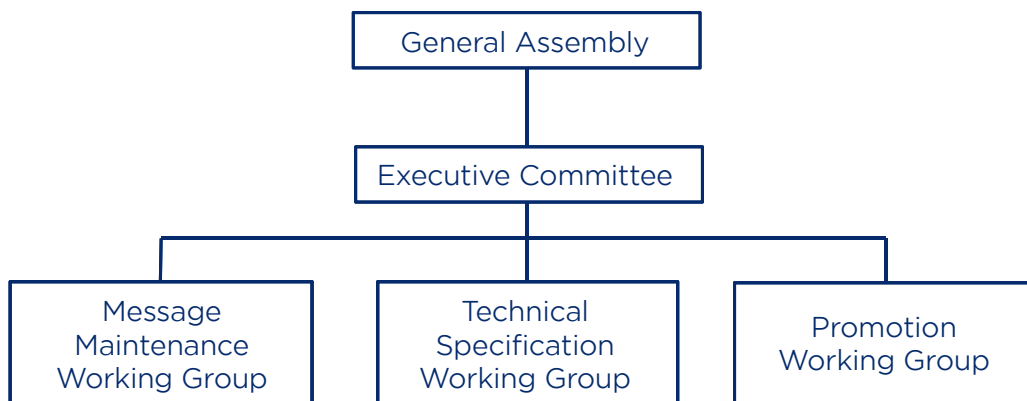 General Assembly
Executive Committee
Message
Maintenance
Working Group
Technical
Specification
Working Group
Promotion
Working Group